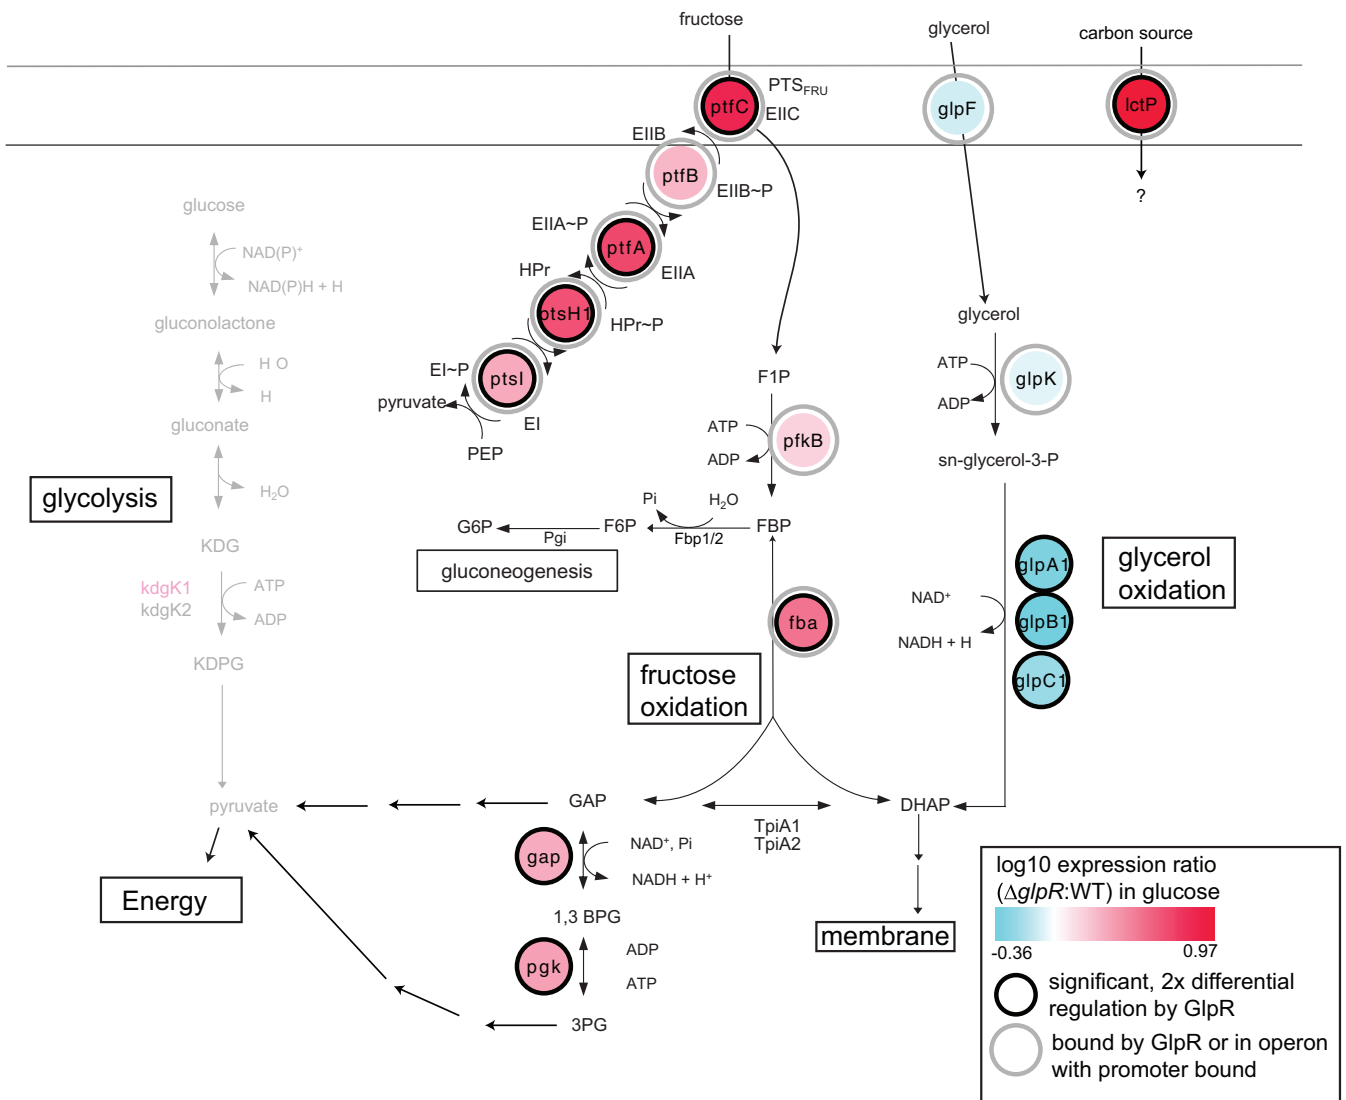 fructose
glycerol
carbon source
ptfC
PTSFRU
EIIC
glpF
lctP
?
EIIB
ptfB
EIIB~P
EIIA~P
ptfA
EIIA
HPr
ptsH1
HPr~P
EI~P
ptsI
pyruvate
EI
PEP
glucose
NAD(P)+
NAD(P)H + H
gluconolactone
H O
H
gluconate
H2O
glycolysis
KDG
kdgK1
kdgK2
ATP
ADP
KDPG
pyruvate
Energy
F1P
ATP
ADP
pfkB
Pi
H2O
G6P
Pgi
F6P
Fbp1/2
FBP
gluconeogenesis
fba
fructose
oxidation
glycerol
ATP
ADP
glpK
sn-glycerol-3-P
glpA1
glpB1
glpC1
NAD+
NADH + H
glycerol
oxidation
GAP
TpiA1
TpiA2
DHAP
gap
NAD+, Pi
NADH + H+
1,3 BPG
pgk
ADP
ATP
3PG
membrane
log10 expression ratio
(ΔglpR:WT) in glucose
-0.36
0.97
significant, 2x differential
regulation by GlpR
bound by GlpR or in operon
with promoter bound